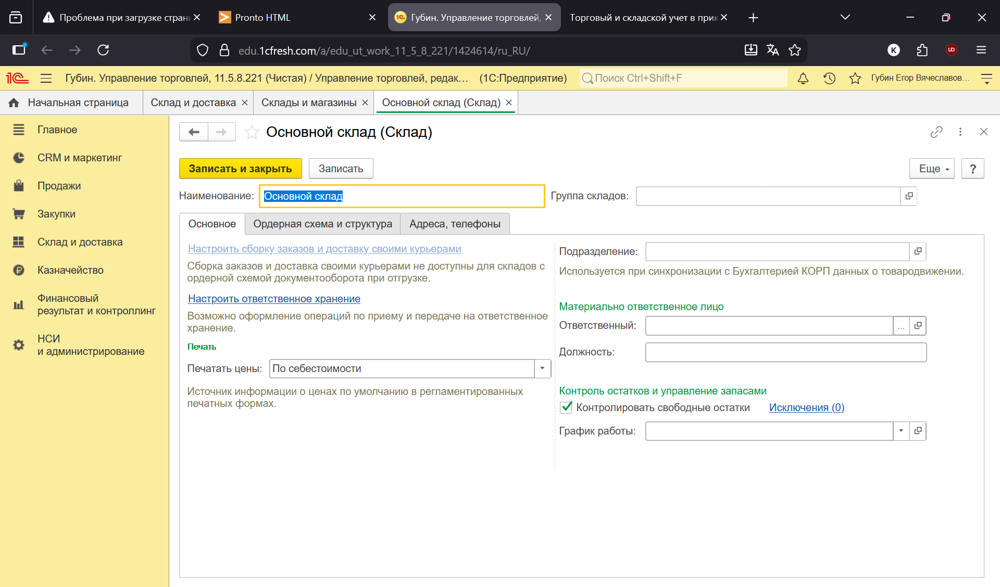 Проблема при загрузке страни
Pronto HTML
Губин. Управление торговлей,
Торговый и складской учет в прик
edu.1cfresh.com/a/edu_ut_work_11_5_8_221/1424614/ru_RU/
K
Губин. Управление торговлей, 11.5.8.221 (Чистая) / Управление торговлей, редак... (1С:Предприятие)
Поиск Ctrl+Shift+F
Губин Егор Вячеславов...
Начальная страница
Склад и доставка
Склады и магазины
Основной склад (Склад)
Главное
CRM и маркетинг
Продажи
Закупки
Склад и доставка
Казначейство
Финансовый
результат и контроллинг
НСИ
и администрирование
Основной склад (Склад)
Записать и закрыть
Записать
Еще
?
Наименование: Основной склад
Группа складов:
Основное
Ордерная схема и структура
Адреса, телефоны
Настроить сборку заказов и доставку своими курьерами
Сборка заказов и доставка своими курьерами не доступны для складов с
ордерной схемой документооборота при отгрузке.
Настроить ответственное хранение
Возможно оформление операций по приему и передаче на ответственное
хранение.
Печать
Печатать цены: По себестоимости
Источник информации о ценах по умолчанию в регламентированных
печатных формах.
Подразделение:
Используется при синхронизации с Бухгалтерией КОРП данных о товародвижении.
Материально ответственное лицо
Ответственный:
...
Должность:
Контроль остатков и управление запасами
Контролировать свободные остатки
Исключения (0)
График работы: